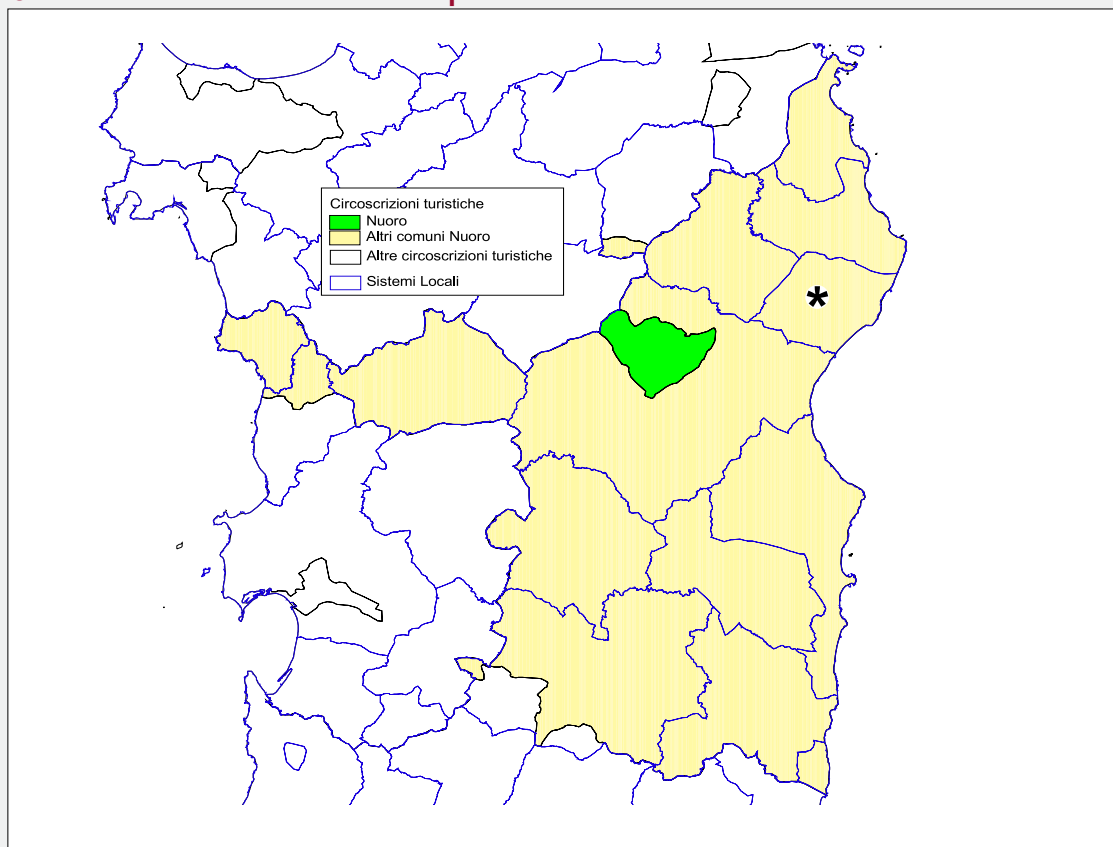 Circoscrizioni turistiche
Nuoro
Altri comuni Nuoro
Altre circoscrizioni turistiche
Sistemi Locali
*